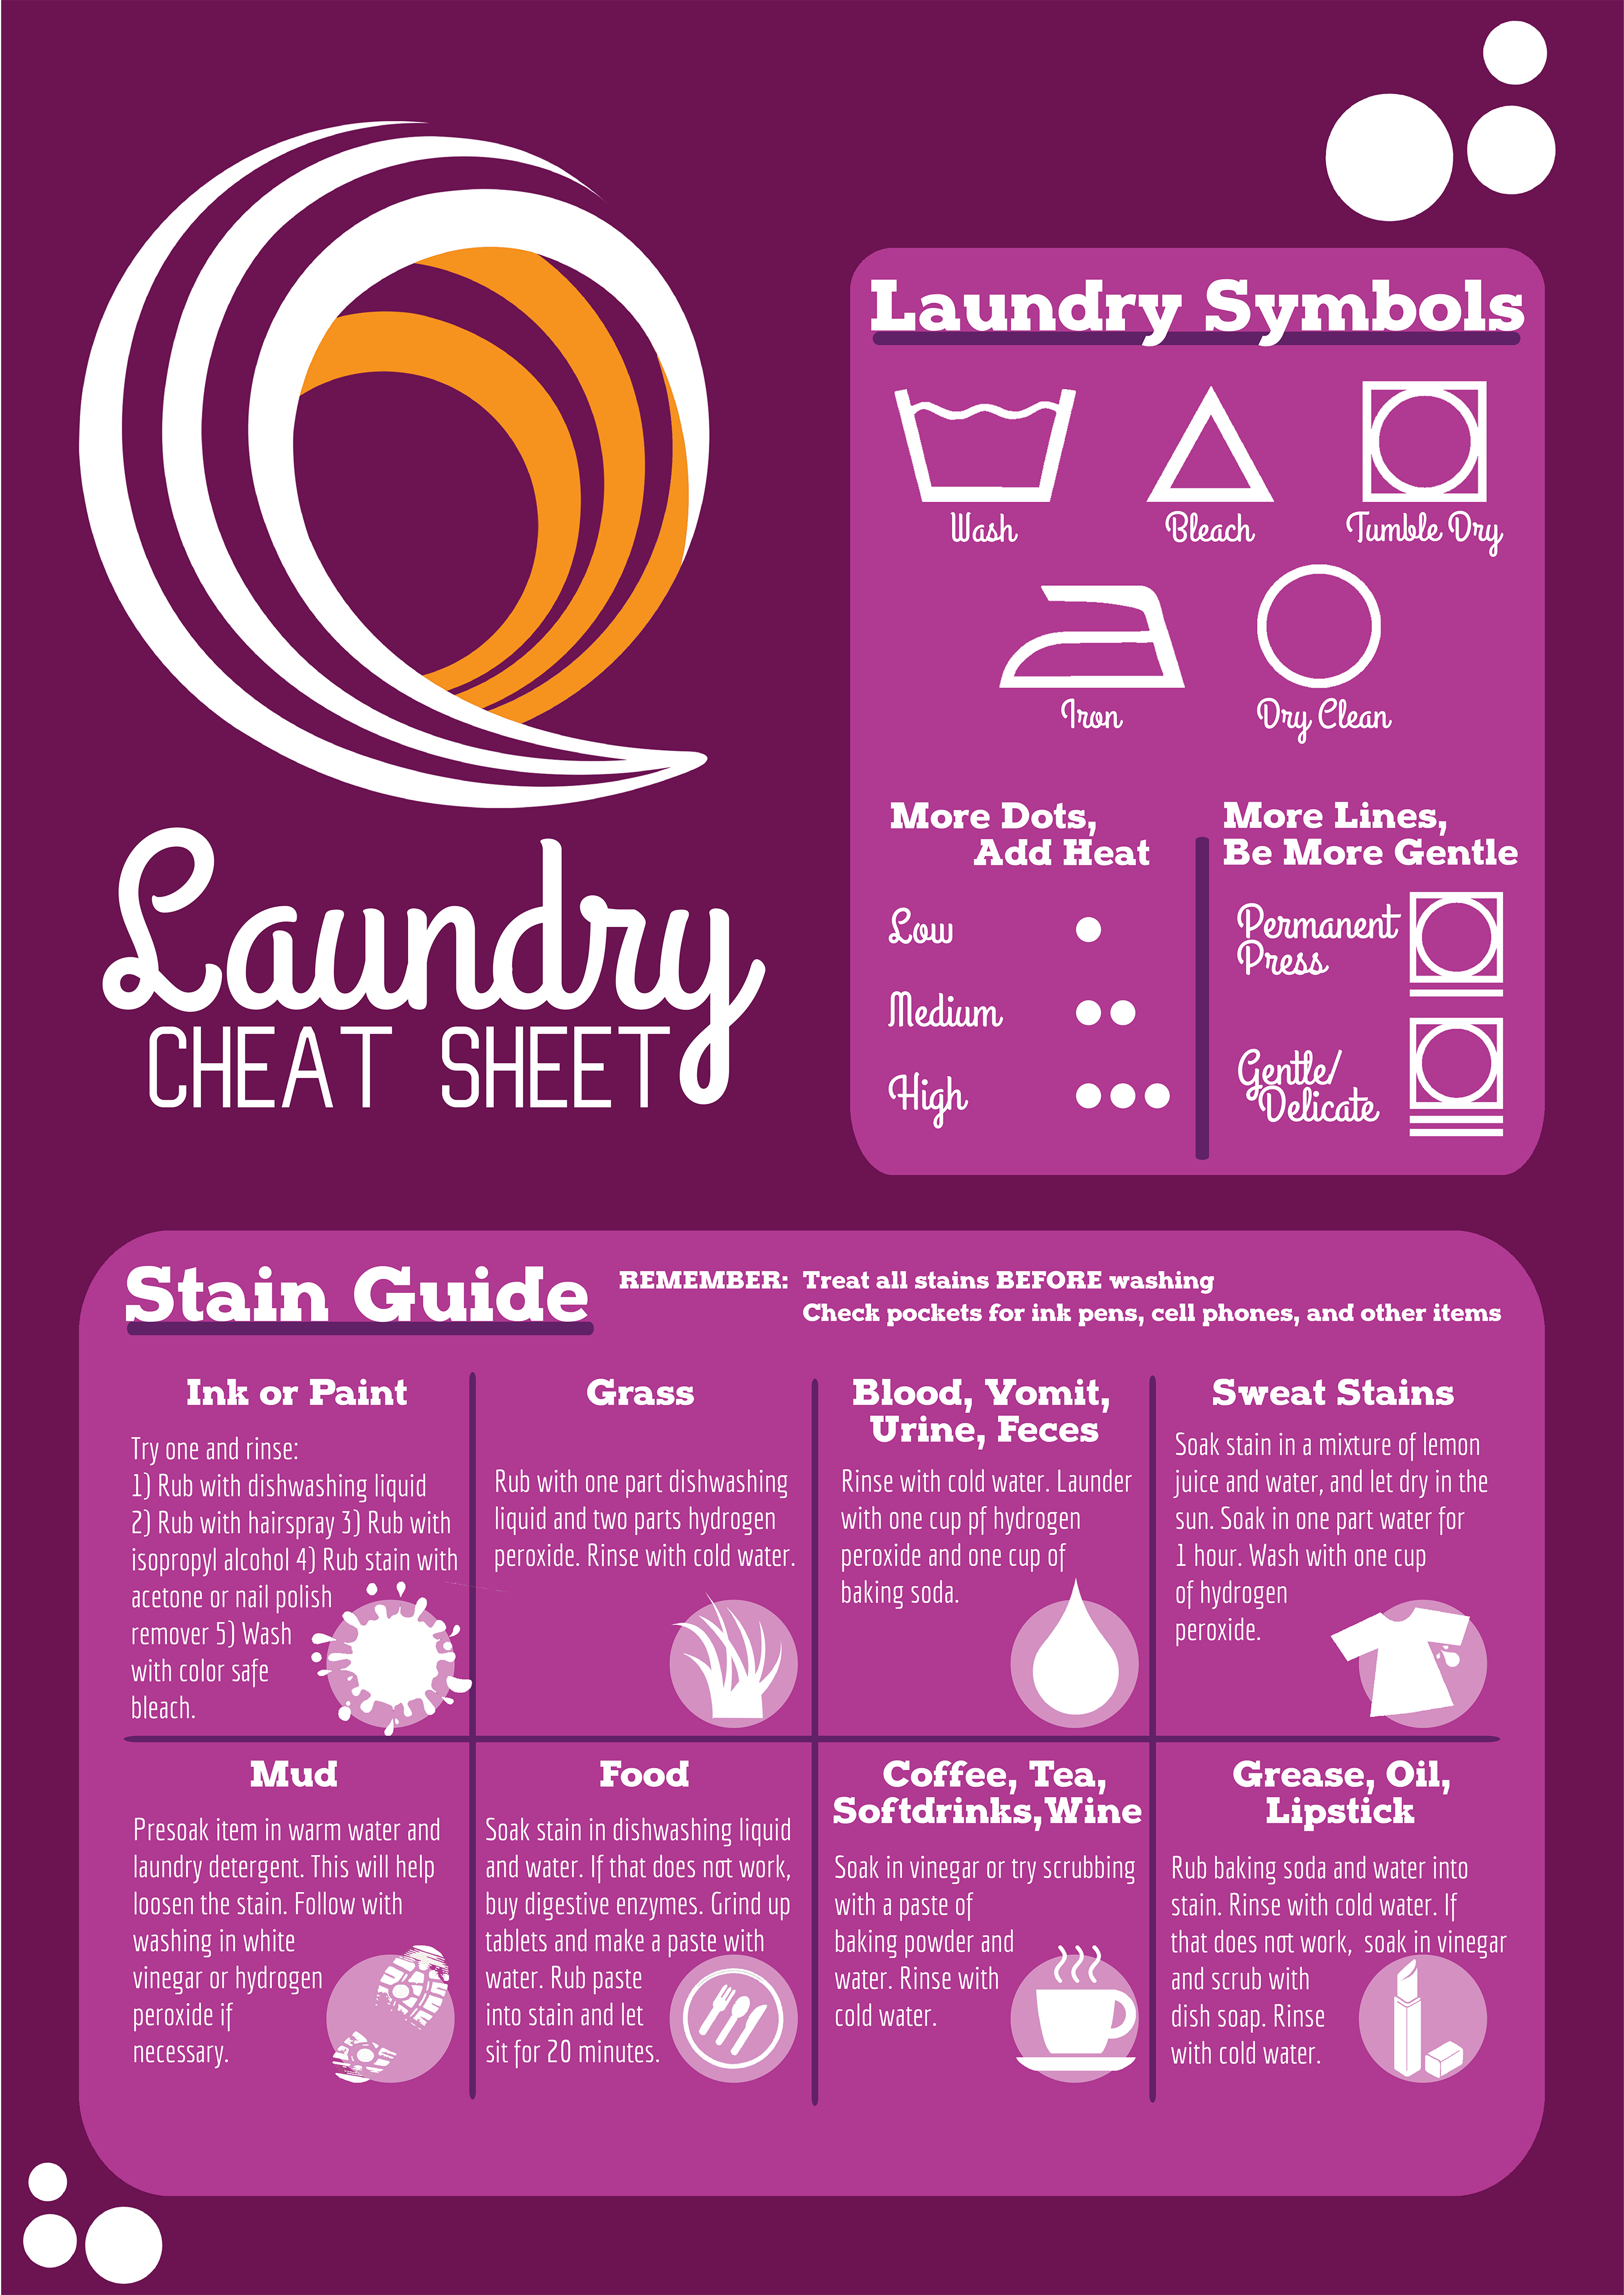 Laundry
CHEAT SHEET
Laundry Symbols
Wash
Bleach
Tumble Dry
Iron
Dry Clean
More Dots,
Add Heat
Low
Medium
High
More Lines,
Be More Gentle
Permanent
Press
Gentle/
Delicate
Stain Guide
REMEMBER: Treat all stains BEFORE washing
Check pockets for ink pens, cell phones, and other items
Ink or Paint
Try one and rinse:
1) Rub with dishwashing liquid
2) Rub with hairspray 3) Rub with
isopropyl alcohol 4) Rub stain with
acetone or nail polish
remover 5) Wash
with color safe
bleach.
Grass
Rub with one part dishwashing
liquid and two parts hydrogen
peroxide. Rinse with cold water.
Blood, Vomit,
Urine, Feces
Rinse with cold water. Launder
with one cup pf hydrogen
peroxide and one cup of
baking soda.
Sweat Stains
Soak stain in a mixture of lemon
juice and water, and let dry in the
sun. Soak in one part water for
1 hour. Wash with one cup
of hydrogen
peroxide.
Mud
Presoak item in warm water and
laundry detergent. This will help
loosen the stain. Follow with
washing in white
vinegar or hydrogen
peroxide if
necessary.
Food
Soak stain in dishwashing liquid
and water. If that does not work,
buy digestive enzymes. Grind up
tablets and make a paste with
water. Rub paste
into stain and let
sit for 20 minutes.
Coffee, Tea,
Softdrinks, Wine
Soak in vinegar or try scrubbing
with a paste of
baking powder and
water. Rinse with
cold water.
Grease, Oil,
Lipstick
Rub baking soda and water into
stain. Rinse with cold water. If
that does not work, soak in vinegar
and scrub with
dish soap. Rinse
with cold water.